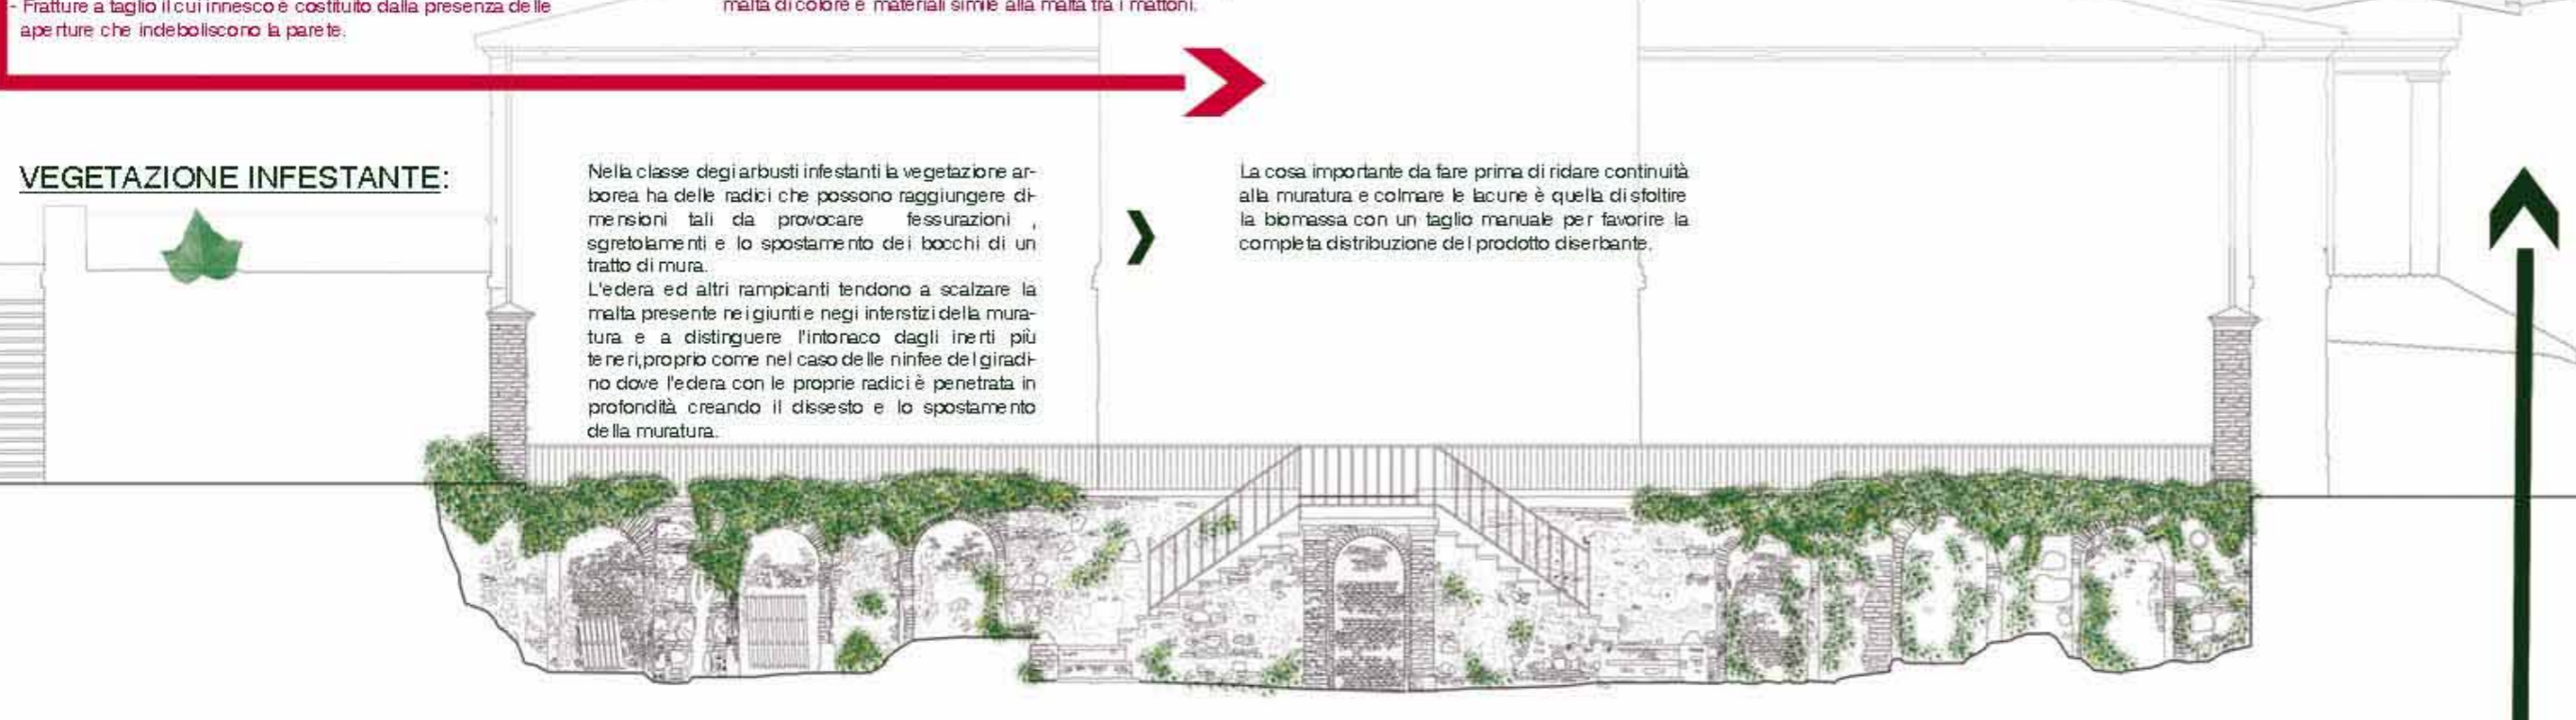 - Fratture a taglio il cui innesco è costituito dalla presenza delle
aperture che indeboliscono la parete.
malta di colore e materiali simile alla malta tra i mattoni.
VEGETAZIONE INFESTANTE:
Nella classe degi arbusti infestanti la vegetazione ar-
borea ha delle radici che possono raggiungere di-
mensioni tali da provocare fessurazioni ,
sgretolamenti e lo spostamento dei bocchi di un
tratto di mura.
L'edera ed altri rampicanti tendono a scalzare la
malta presente nei giunti e negi interstizi della mura-
tura e a distinguere l'intonaco dagli inerti più
teneri,proprio come nel caso delle ninfee del giradi-
no dove l'edera con le proprie radici è penetrata in
profondità creando il dissesto e lo spostamento
della muratura.
La cosa importante da fare prima di ridare continuità
alla muratura e colmare le lacune è quella di sfoltire
la biomassa con un taglio manuale per favorire la
completa distribuzione del prodotto diserbante.